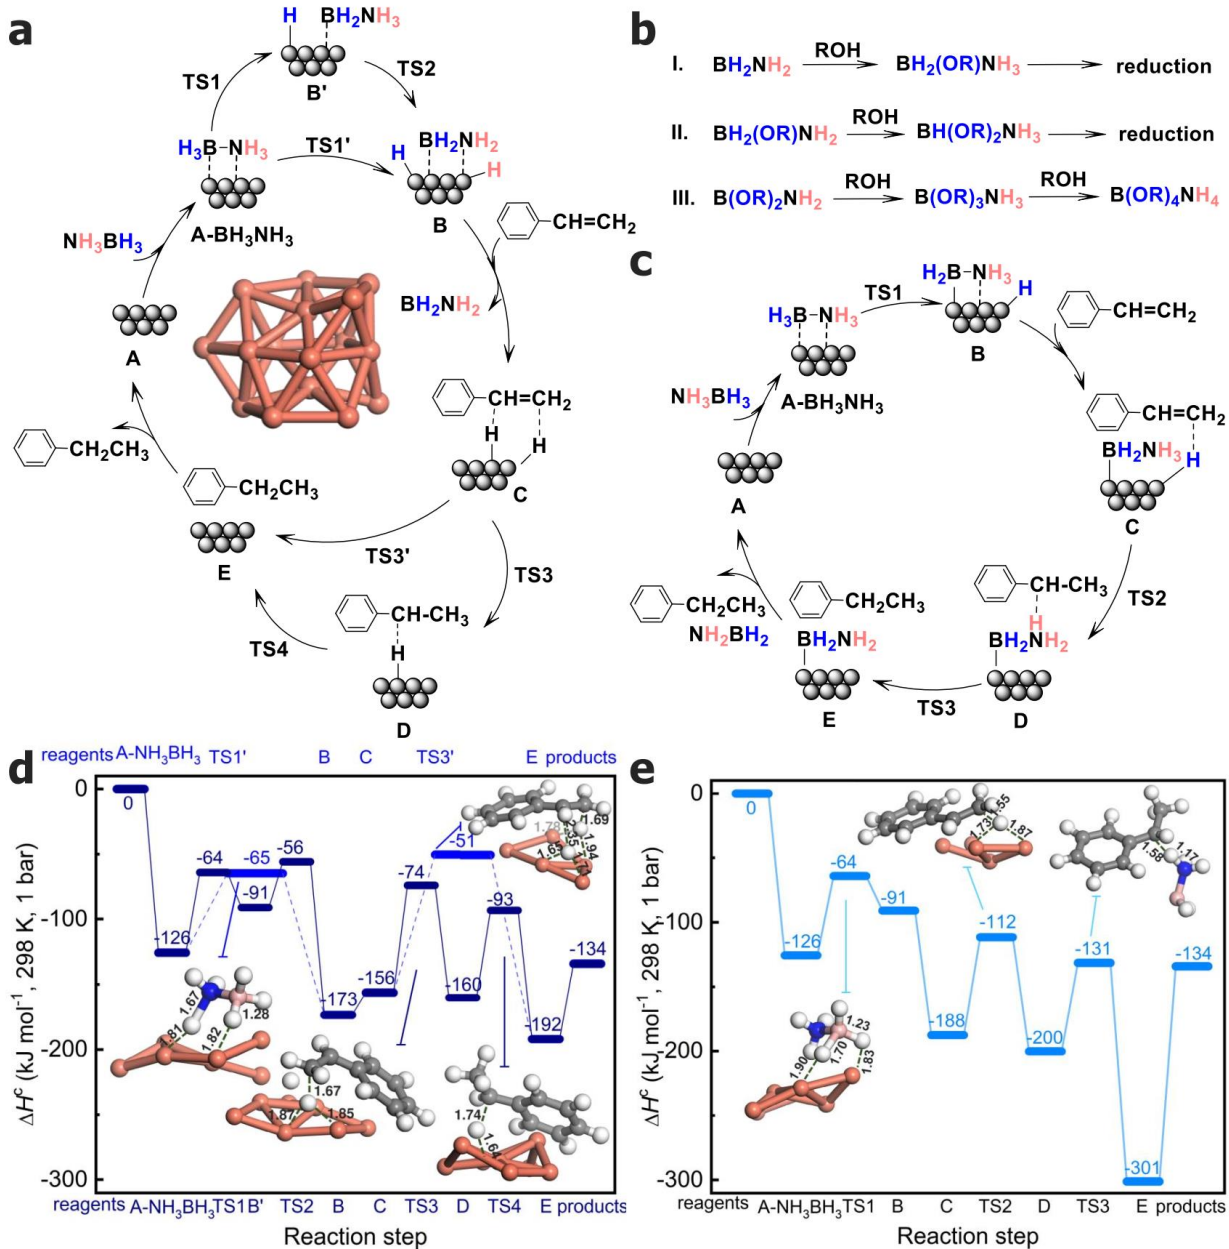 a
H BH₂NH₃
TS1
B'
TS2
H₃B-NH₃
A-BH₃NH₃
TS1'
H BH₂NH₂
H
B
CH=CH₂
BH₂NH₂
NH₃BH₃
A
CH=CH₂
H H
C
CH₂CH₃
CH₂CH₃
E
TS3'
TS3
CH-CH₃
H
D
TS4
b
I. BH₂NH₂ ROH BH₂(OR)NH₃ reduction
II. BH₂(OR)NH₂ ROH BH(OR)₂NH₃ reduction
III. B(OR)₂NH₂ ROH B(OR)₃NH₃ ROH B(OR)₄NH₄
c
H₃B-NH₃
A-BH₃NH₃
TS1
H₂B-NH₃ H
B
CH=CH₂
NH₃BH₃
A
CH=CH₂
BH₂NH₃ H
C
TS2
CH-CH₃
H
BH₂NH₂
D
TS3
CH₂CH₃
BH₂NH₂
E
CH₂CH₃
NH₂BH₂
d
reagents A-NH₃BH₃ TS1' B C TS3' E products
0
-100
-200
-300
ΔHᶜ (kJ mol⁻¹, 298 K, 1 bar)
0
-126
-64
-65
-91
-56
-173
-156
-74
-51
-160
-93
-192
-134
1.67
1.28
1.81
1.82
1.67
1.87
1.85
1.74
1.64
1.78
2.35
1.69
1.94
1.65
reagents A-NH₃BH₃ TS1 B' TS2 B C TS3 D TS4 E products
Reaction step
e
0
-100
-200
-300
ΔHᶜ (kJ mol⁻¹, 298 K, 1 bar)
0
-126
-64
-91
-188
-112
-200
-131
-301
-134
1.23
1.90
1.70
1.83
1.73
1.55
1.87
1.58
1.17
reagents A-NH₃BH₃ TS1 B C TS2 D TS3 E products
Reaction step